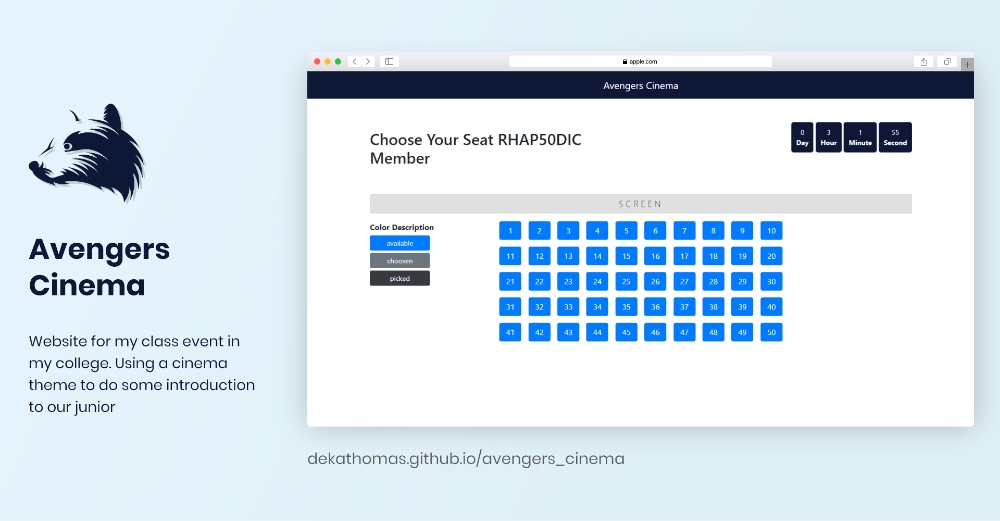 Avengers
Cinema
Website for my class event in
my college. Using a cinema
theme to do some introduction
to our junior
apple.com
Avengers Cinema
Choose Your Seat RHAP50DIC
Member
0 3 1 55
Day Hour Minute Second
SCREEN
Color Description
available
choosen
picked
1 2 3 4 5 6 7 8 9 10
11 12 13 14 15 16 17 18 19 20
21 22 23 24 25 26 27 28 29 30
31 32 33 34 35 36 37 38 39 40
41 42 43 44 45 46 47 48 49 50
dekathomas.github.io/avengers_cinema